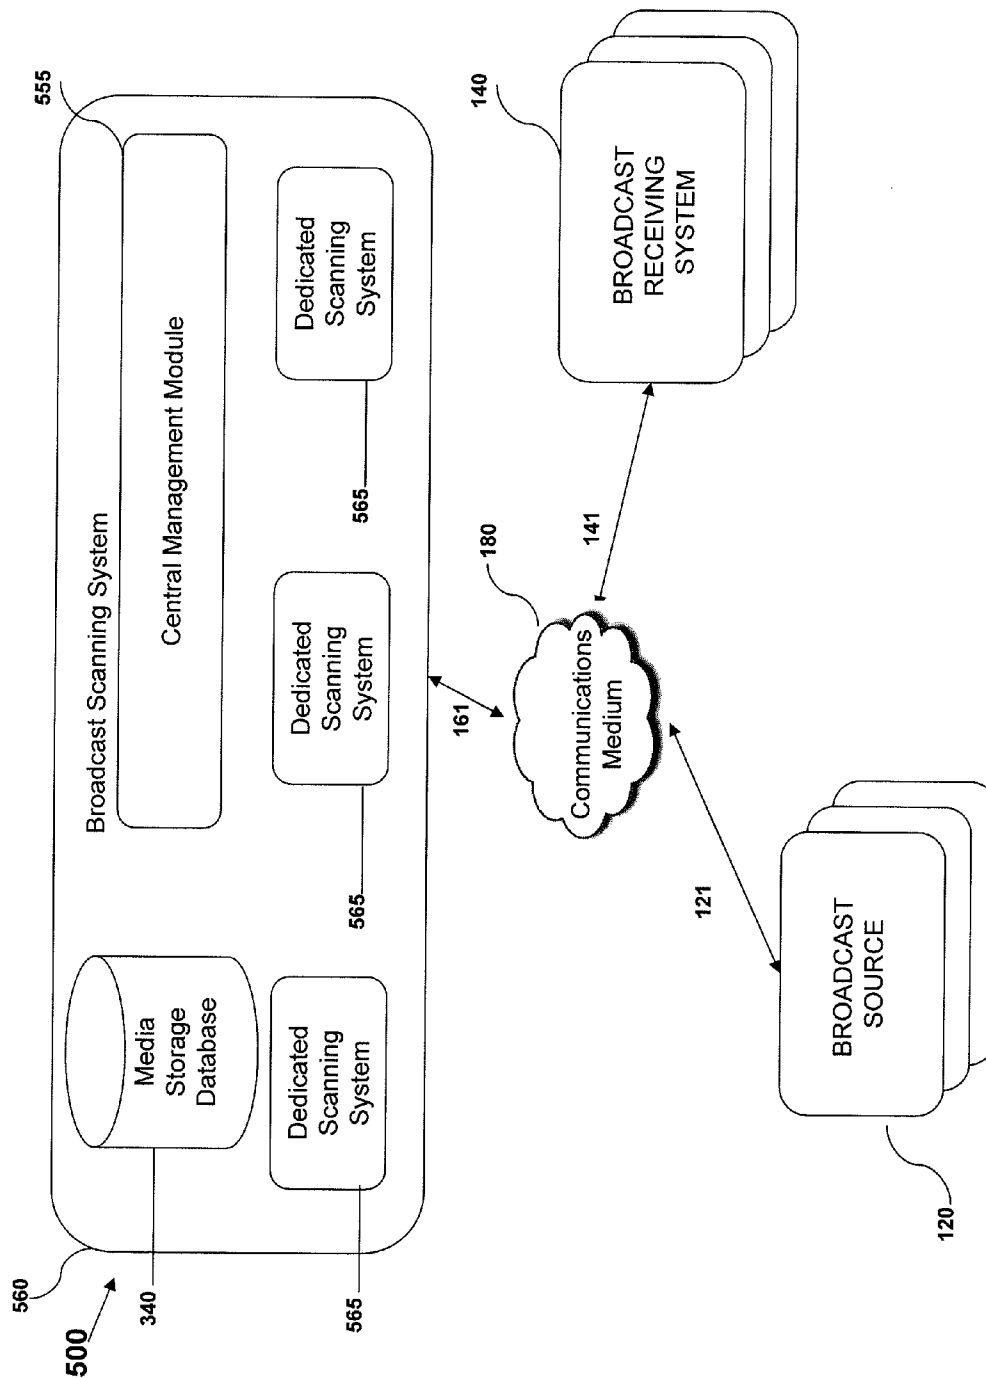 500
560
Broadcast Scanning System
555
Central Management Module
Media
Storage
Database
340
Dedicated
Scanning
System
565
Dedicated
Scanning
System
565
Dedicated
Scanning
System
565
161
180
Communications
Medium
121
141
BROADCAST
SOURCE
120
BROADCAST
RECEIVING
SYSTEM
140